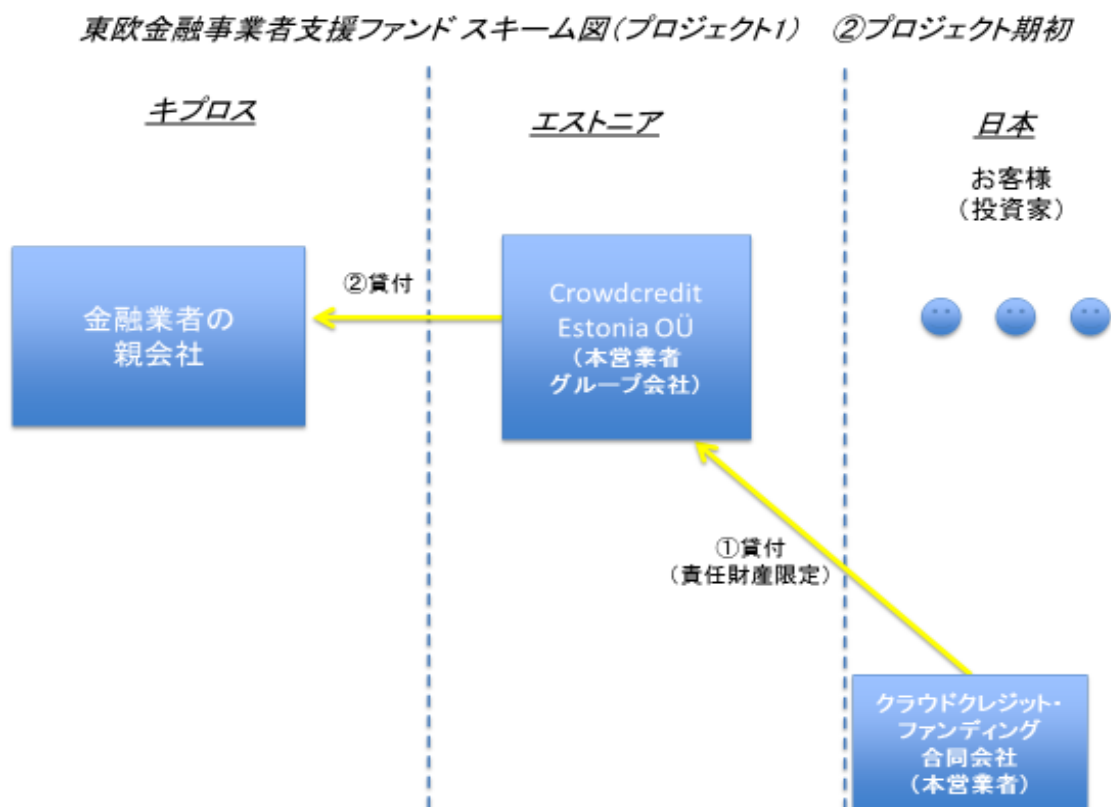 東欧金融事業者支援ファンド スキーム図(プロジェクト1) ②プロジェクト期初
キプロス
エストニア
日本
お客様
(投資家)
②貸付
金融業者の
親会社
Crowdcredit
Estonia OÜ
(本営業者
グループ会社)
①貸付
(責任財産限定)
クラウドクレジット・
ファンディング
合同会社
(本営業者)